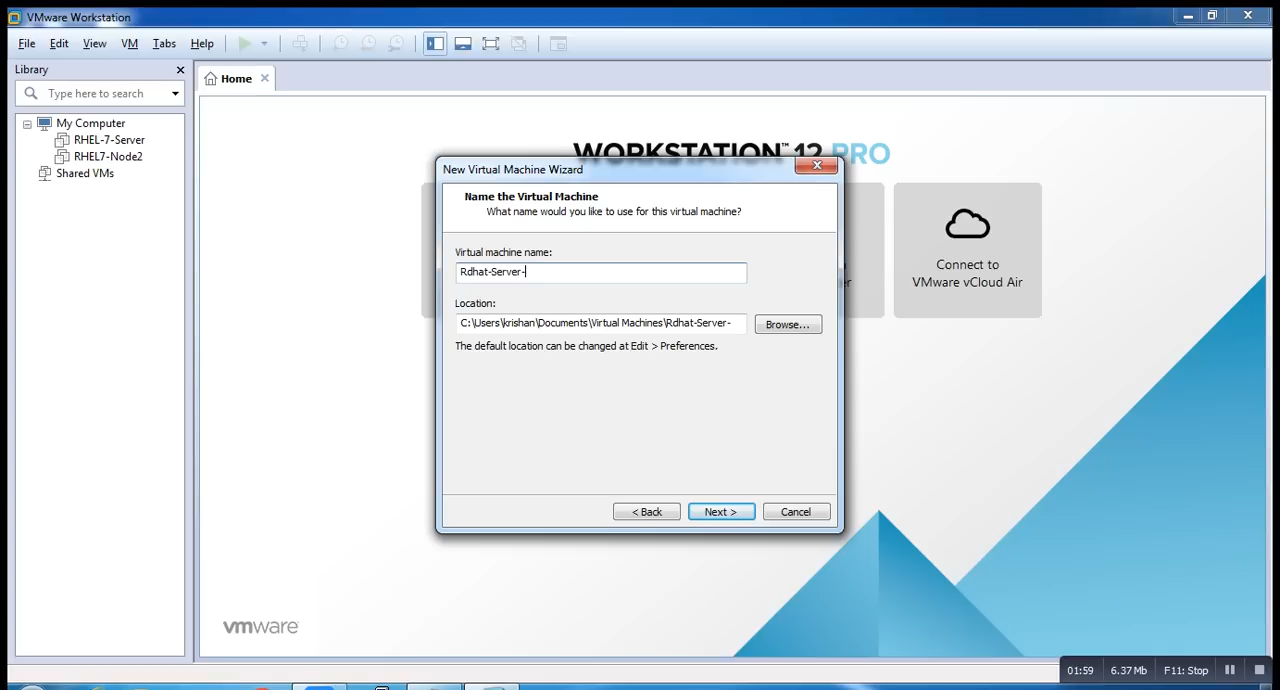 VMware Workstation
File Edit View VM Tabs Help
Library
Type here to search
Home
My Computer
RHEL-7-Server
RHEL7-Node2
Shared VMs
WORKSTATION™ 12 PRO
New Virtual Machine Wizard
Name the Virtual Machine
What name would you like to use for this virtual machine?
Virtual machine name:
Rdhat-Server-
Location:
C:\Users\krishan\Documents\Virtual Machines\Rdhat-Server-
Browse...
The default location can be changed at Edit > Preferences.
< Back Next > Cancel
Connect to
VMware vCloud Air
vmware
01:59 6.37 Mb F11: Stop